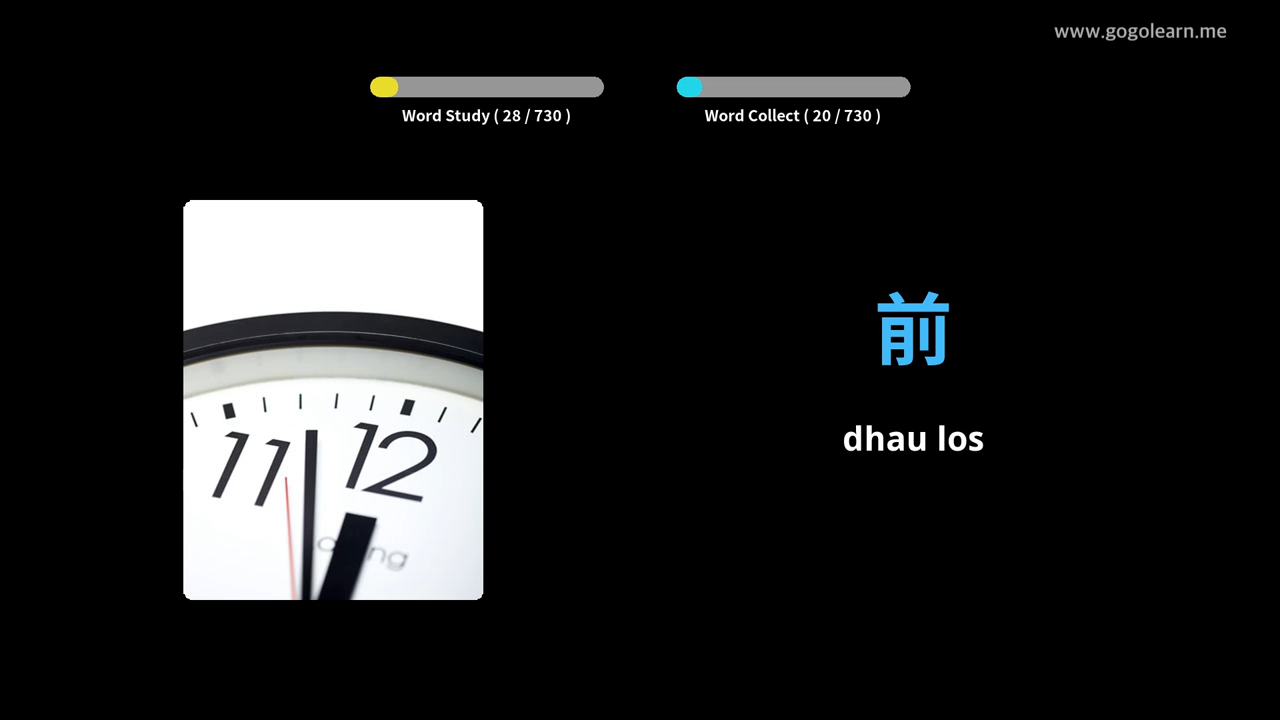 www.gogolearn.me
Word Study ( 28 / 730 )
Word Collect ( 20 / 730 )
11
12
前
dhau los